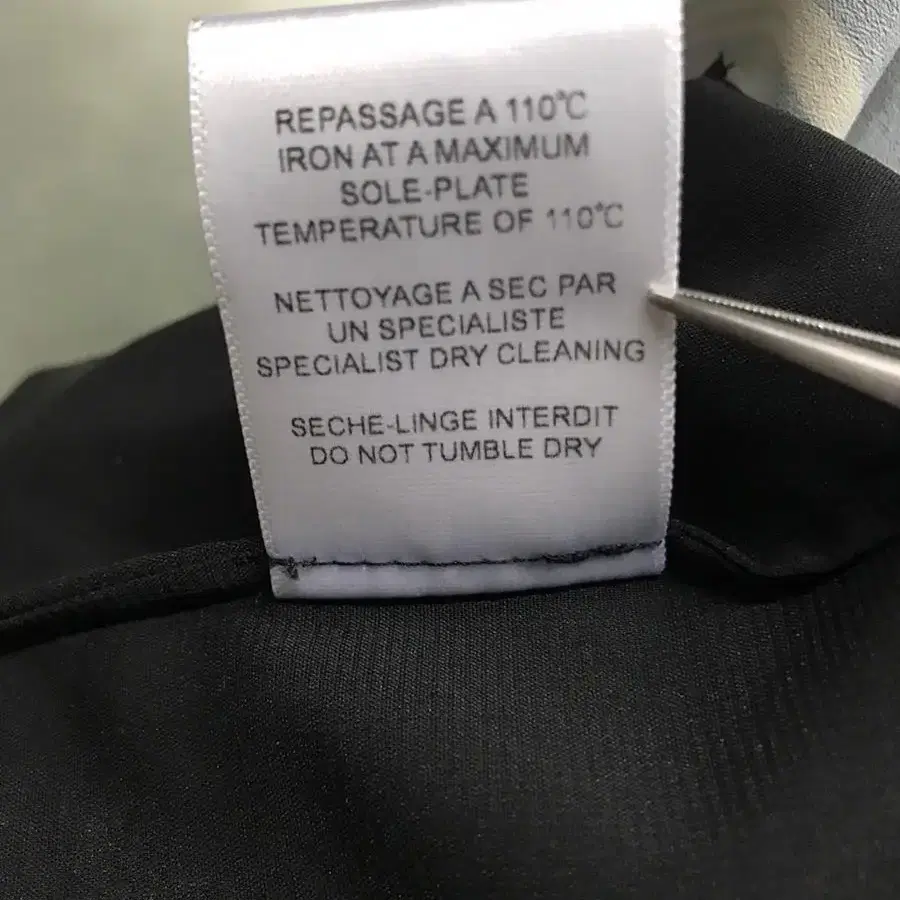 REPASSAGE A 110°C
IRON AT A MAXIMUM
SOLE-PLATE
TEMPERATURE OF 110°C
NETTOYAGE A SEC PAR
UN SPECIALISTE
SPECIALIST DRY CLEANING
SECHE-LINGE INTERDIT
DO NOT TUMBLE DRY